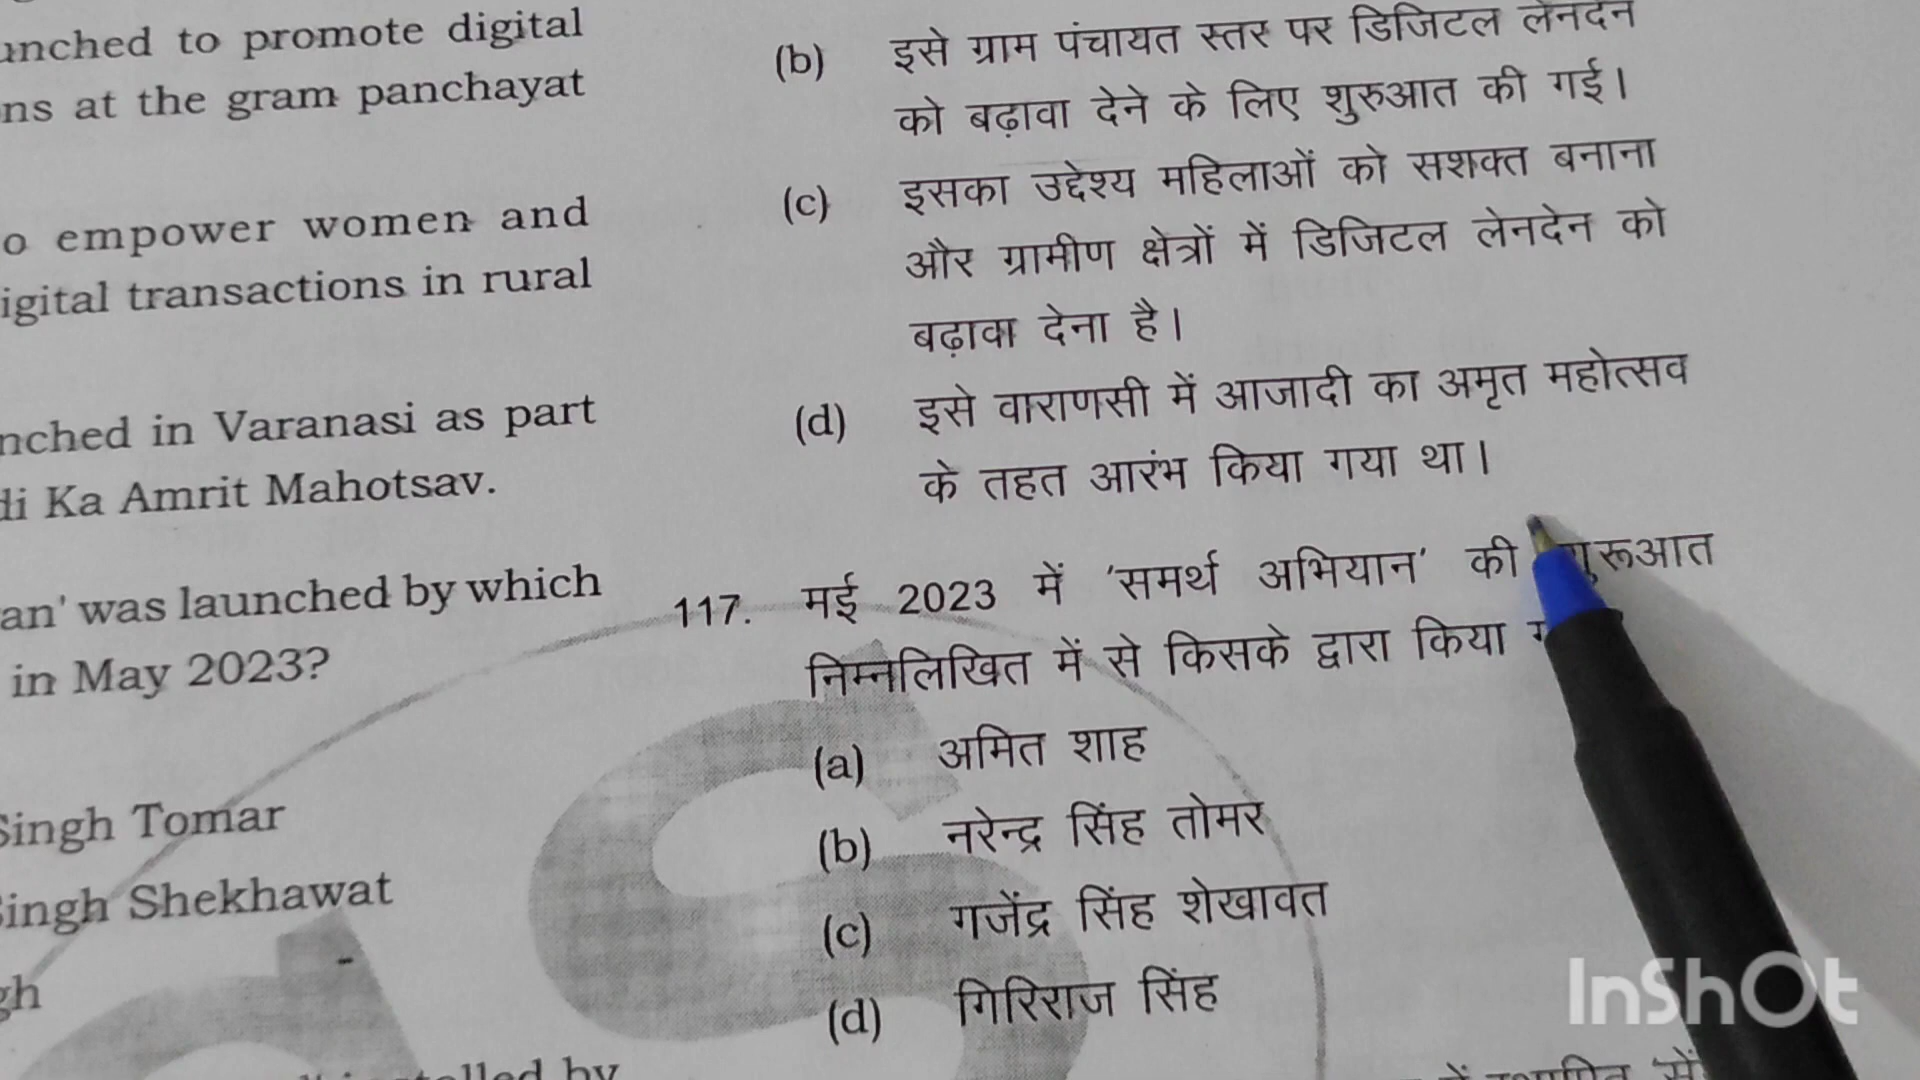 unched to promote digital
ns at the gram panchayat
o empower women and
igital transactions in rural
nched in Varanasi as part
di Ka Amrit Mahotsav.
an' was launched by which
in May 2023?
Singh Tomar
Singh Shekhawat
gh
(b) इसे ग्राम पंचायत स्तर पर डिजिटल लेनदेन
को बढ़ावा देने के लिए शुरुआत की गई।
(c) इसका उद्देश्य महिलाओं को सशक्त बनाना
और ग्रामीण क्षेत्रों में डिजिटल लेनदेन को
बढ़ावा देना है।
(d) इसे वाराणसी में आजादी का अमृत महोत्सव
के तहत आरंभ किया गया था।
117. मई 2023 में 'समर्थ अभियान' की शुरूआत
निम्नलिखित में से किसके द्वारा किया
(a) अमित शाह
(b) नरेन्द्र सिंह तोमर
(c) गजेंद्र सिंह शेखावत
(d) गिरिराज सिंह
InShOt